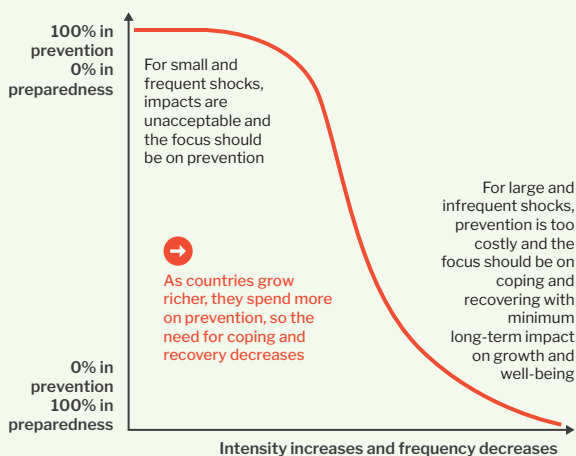 100% in
prevention
0% in
preparedness
For small and
frequent shocks,
impacts are
unacceptable and
the focus should
be on prevention
For large and
infrequent shocks,
prevention is too
costly and the
focus should be on
coping and
recovering with
minimum
long-term impact
on growth and
well-being
As countries grow
richer, they spend more
on prevention, so the
need for coping and
recovery decreases
0% in
prevention
100% in
preparedness
Intensity increases and frequency decreases